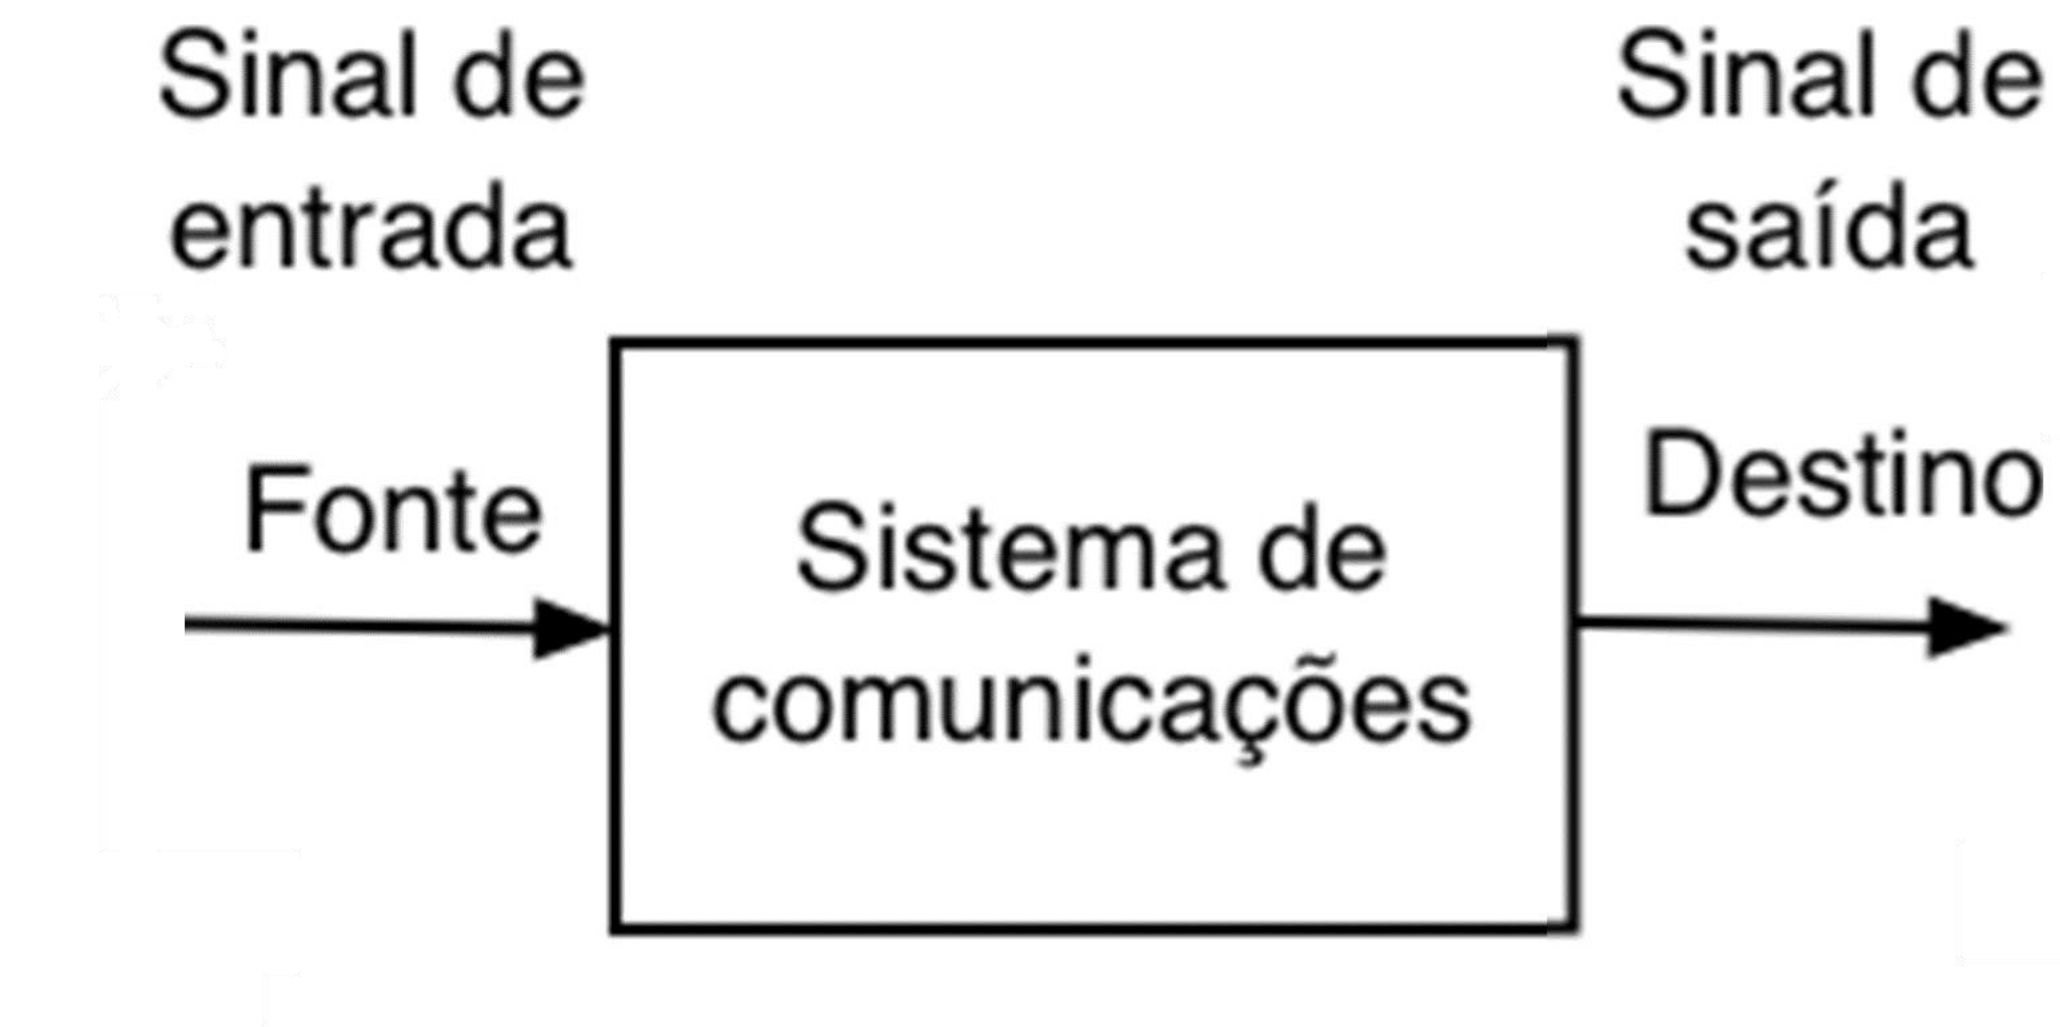 Sinal de
entrada
Sinal de
saída
Fonte
Destino
Sistema de
comunicações